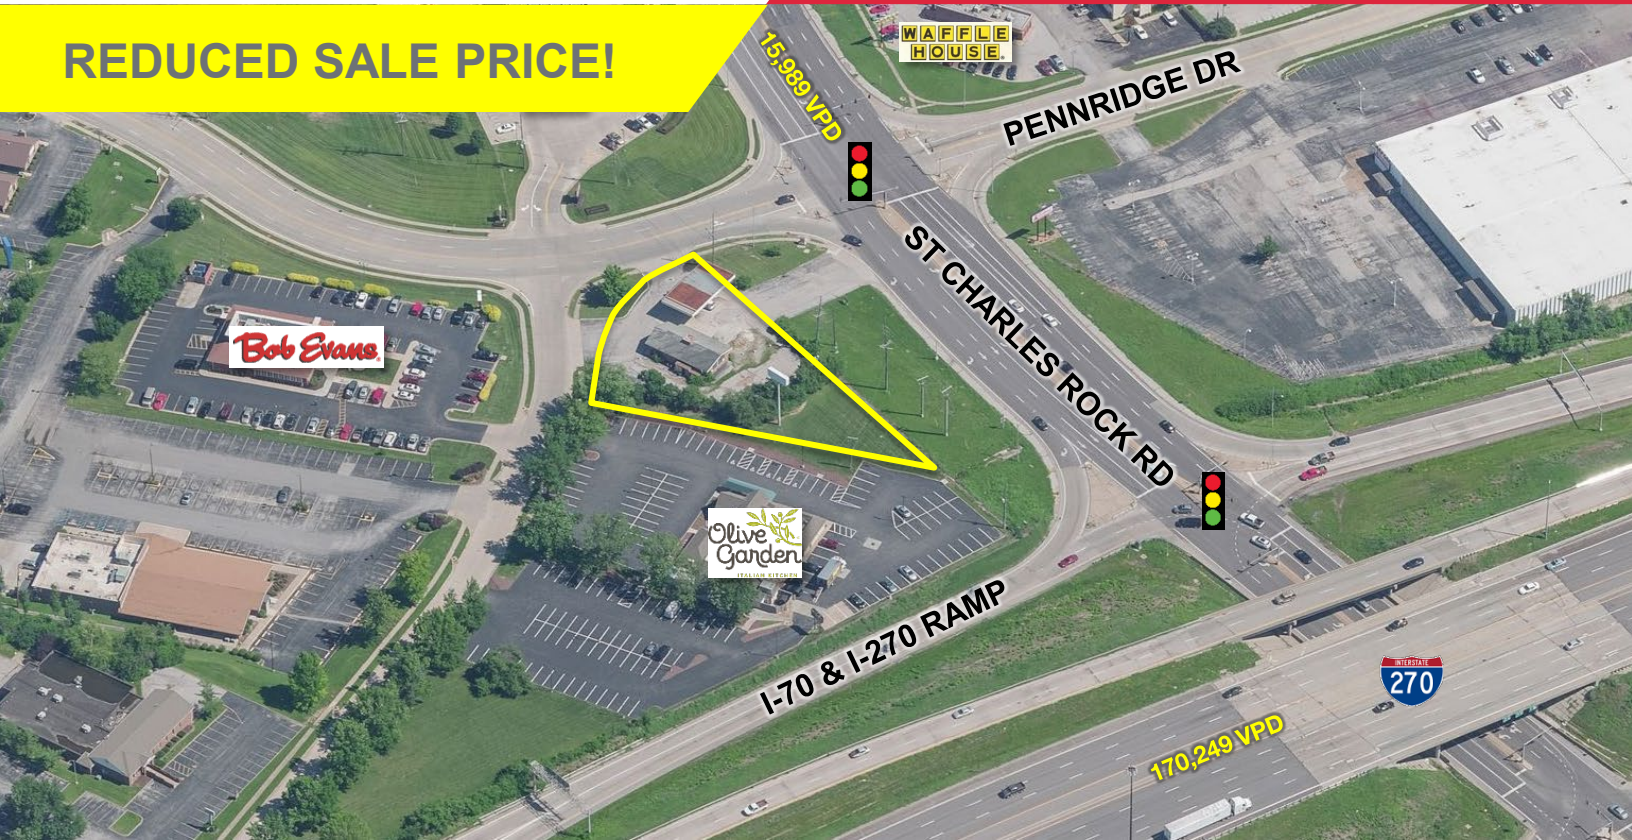 REDUCED SALE PRICE!
15,989 VPD
WAFFLE
HOUSE
PENNRIDGE DR
ST CHARLES ROCK RD
Bob Evans
Olive
Garden
ITALIAN KITCHEN
I-70 & I-270 RAMP
INTERSTATE
270
170,249 VPD